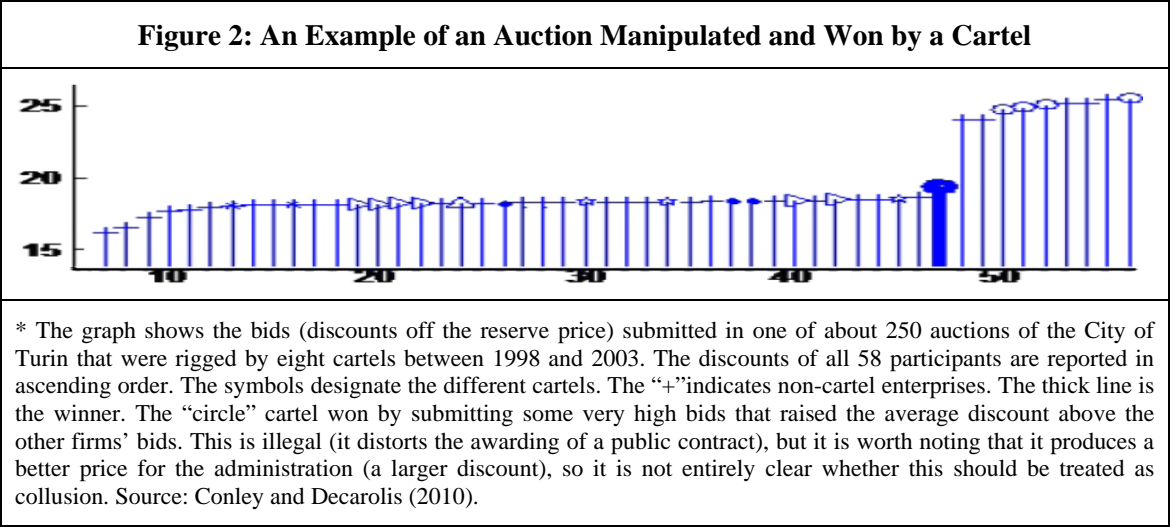 Figure 2: An Example of an Auction Manipulated and Won by a Cartel
25
20
15
10 20 30 40 50
* The graph shows the bids (discounts off the reserve price) submitted in one of about 250 auctions of the City of
Turin that were rigged by eight cartels between 1998 and 2003. The discounts of all 58 participants are reported in
ascending order. The symbols designate the different cartels. The “+”indicates non-cartel enterprises. The thick line is
the winner. The “circle” cartel won by submitting some very high bids that raised the average discount above the
other firms’ bids. This is illegal (it distorts the awarding of a public contract), but it is worth noting that it produces a
better price for the administration (a larger discount), so it is not entirely clear whether this should be treated as
collusion. Source: Conley and Decarolis (2010).